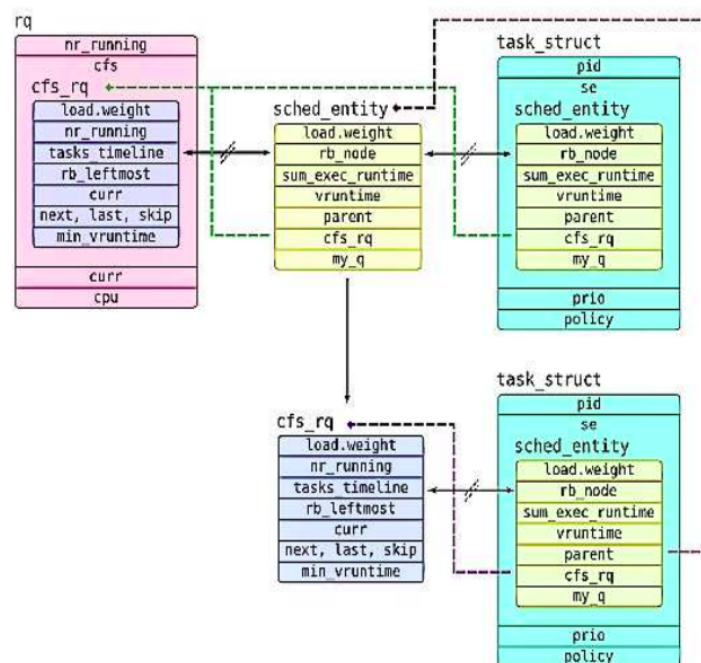 rq
nr_running
cfs
cfs_rq
load.weight
nr_running
tasks_timeline
rb_leftmost
curr
next, last, skip
min_vruntime
curr
cpu
sched_entity
load.weight
rb_node
sum_exec_runtime
vruntime
parent
cfs_rq
my_q
task_struct
pid
se
sched_entity
load.weight
rb_node
sum_exec_runtime
vruntime
parent
cfs_rq
my_q
prio
policy
cfs_rq
load.weight
nr_running
tasks_timeline
rb_leftmost
curr
next, last, skip
min_vruntime
task_struct
pid
se
sched_entity
load.weight
rb_node
sum_exec_runtime
vruntime
parent
cfs_rq
my_q
prio
policy